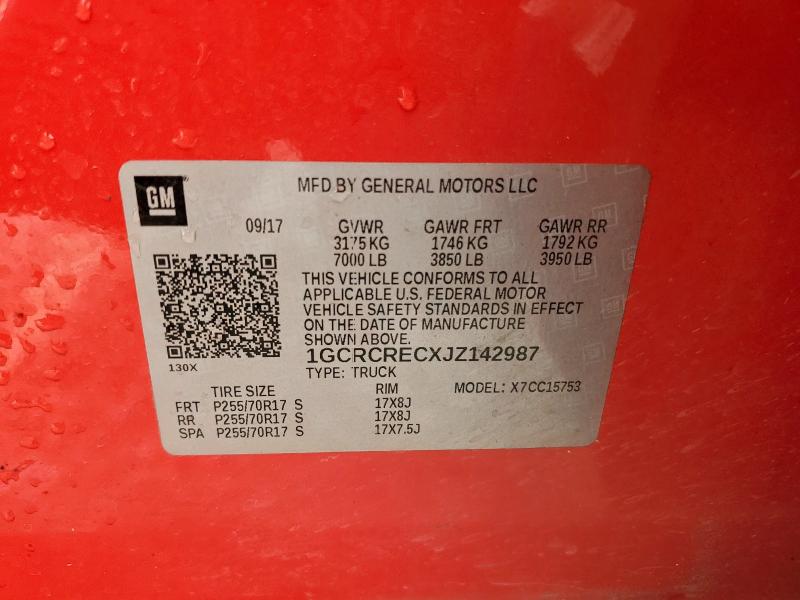 GM
MFD BY GENERAL MOTORS LLC
09/17 GVWR GAWR FRT GAWR RR
3175 KG 1746 KG 1792 KG
7000 LB 3850 LB 3950 LB
THIS VEHICLE CONFORMS TO ALL
APPLICABLE U.S. FEDERAL MOTOR
VEHICLE SAFETY STANDARDS IN EFFECT
ON THE DATE OF MANUFACTURE
SHOWN ABOVE.
1GCRCRECXJZ142987
130X
TYPE: TRUCK
TIRE SIZE RIM MODEL: X7CC15753
FRT P255/70R17 S 17X8J
RR P255/70R17 S 17X8J
SPA P255/70R17 S 17X7.5J